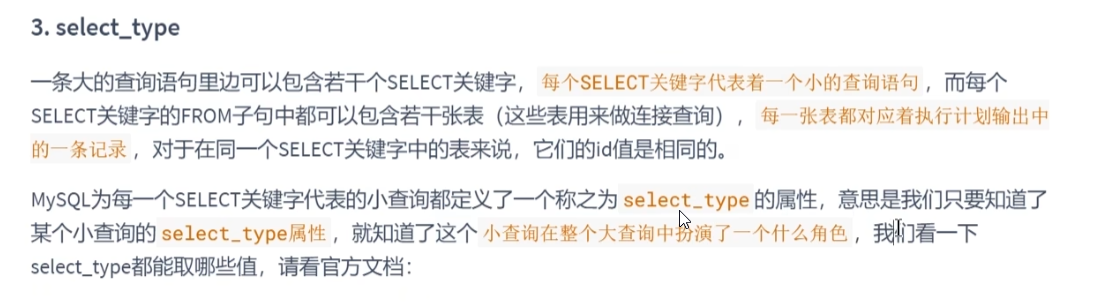 3. select_type
一条大的查询语句里边可以包含若干个SELECT关键字，每个SELECT关键字代表着一个小的查询语句，而每个
SELECT关键字的FROM子句中都可以包含若干张表（这些表用来做连接查询），每一张表都对应着执行计划输出中
的一条记录，对于在同一个SELECT关键字中的表来说，它们的id值是相同的。
MySQL为每一个SELECT关键字代表的小查询都定义了一个称之为 select_type 的属性，意思是我们只要知道了
某个小查询的 select_type属性，就知道了这个 小查询在整个大查询中扮演了一个什么角色，我们看一下
select_type都能取哪些值，请看官方文档：